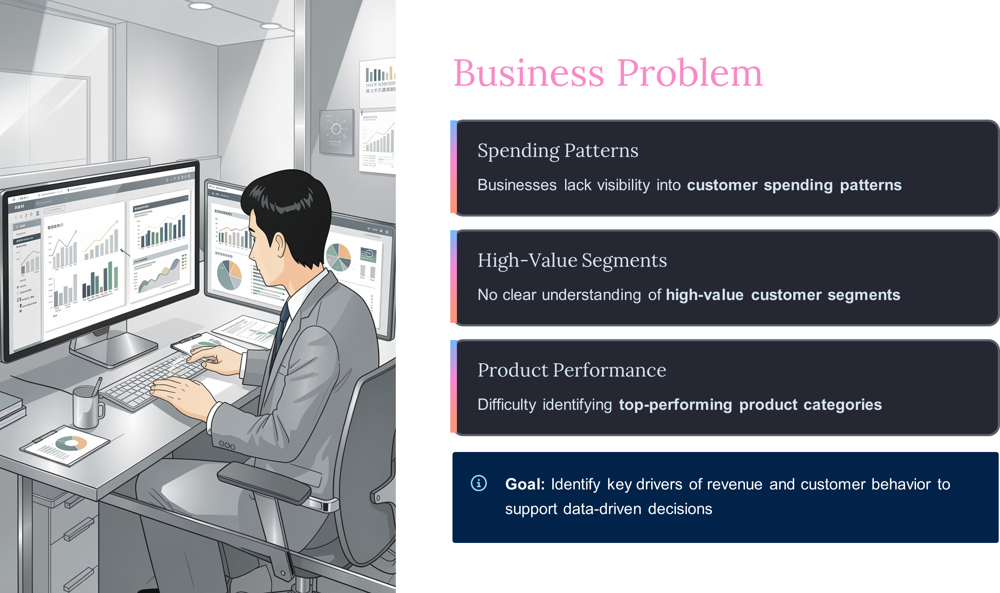 Business Problem
Spending Patterns
Businesses lack visibility into customer spending patterns
High-Value Segments
No clear understanding of high-value customer segments
Product Performance
Difficulty identifying top-performing product categories
Goal: Identify key drivers of revenue and customer behavior to
support data-driven decisions